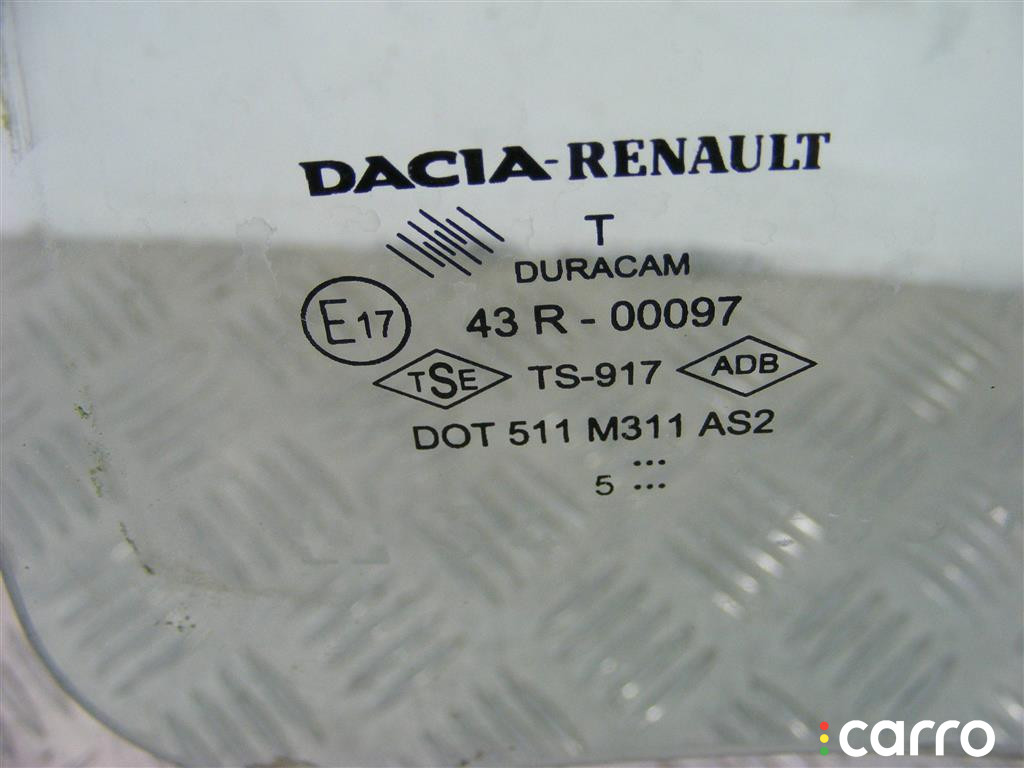 DACIA-RENAULT
T
DURACAM
E17 43 R - 00097
TSE TS-917 ADB
DOT 511 M311 AS2
...
5 ...
carro